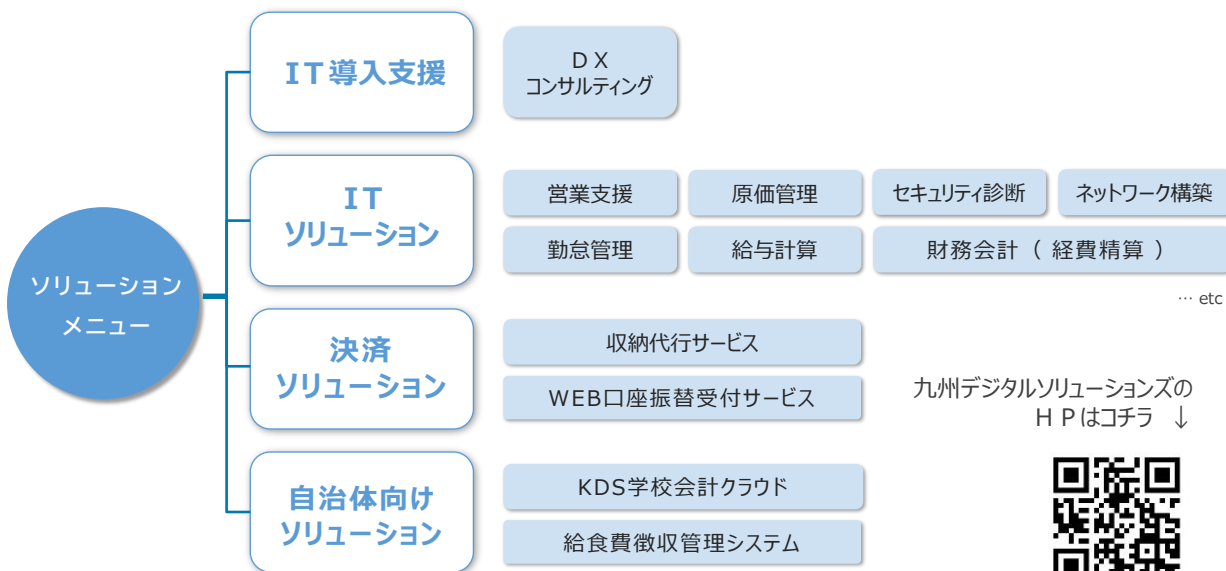 ソリューション
メニュー
IT導入支援
DX
コンサルティング
IT
ソリューション
営業支援
原価管理
セキュリティ診断
ネットワーク構築
勤怠管理
給与計算
財務会計（ 経費精算 ）
… etc
決済
ソリューション
収納代行サービス
WEB口座振替受付サービス
自治体向け
ソリューション
KDS学校会計クラウド
給食費徴収管理システム
九州デジタルソリューションズの
ＨＰはコチラ ↓